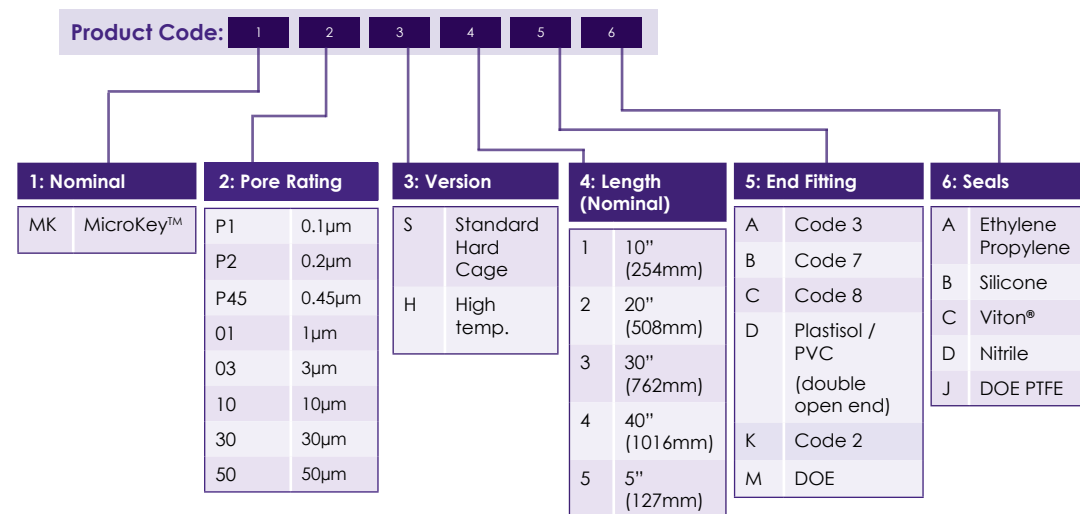 Product Code: 1 2 3 4 5 6
1: Nominal
MK MicroKey™
2: Pore Rating
P1 0.1µm
P2 0.2µm
P45 0.45µm
01 1µm
03 3µm
10 10µm
30 30µm
50 50µm
3: Version
S Standard
Hard
Cage
H High
temp.
4: Length
(Nominal)
1 10”
(254mm)
2 20”
(508mm)
3 30”
(762mm)
4 40”
(1016mm)
5 5”
(127mm)
5: End Fitting
A Code 3
B Code 7
C Code 8
D Plastisol /
PVC
(double
open end)
K Code 2
M DOE
6: Seals
A Ethylene
Propylene
B Silicone
C Viton®
D Nitrile
J DOE PTFE